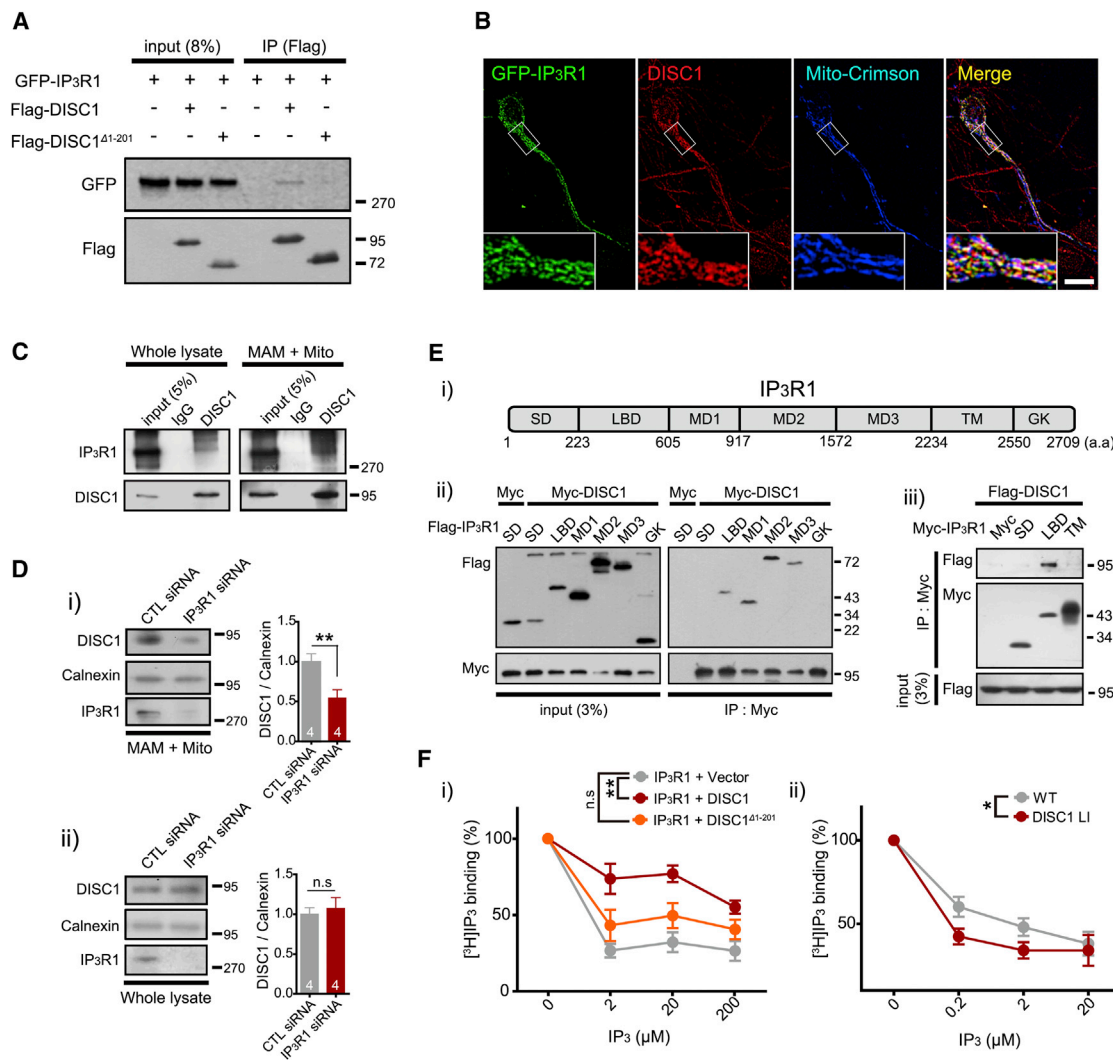 A
input (8%) IP (Flag)
GFP-IP₃R1 + + + + + +
Flag-DISC1 - + - - + -
Flag-DISC1Δ1-201 - - + - - +
GFP
270
Flag
95
72
B
GFP-IP₃R1 DISC1 Mito-Crimson Merge
C
Whole lysate MAM + Mito
input (5%) IgG DISC1 input (5%) IgG DISC1
IP₃R1
270
DISC1
95
D
i)
CTL siRNA IP₃R1 siRNA
DISC1
95
Calnexin
95
IP₃R1
270
MAM + Mito
DISC1 / Calnexin
1.5
1.0
0.5
0.0
**
4 4
CTL siRNA
IP₃R1 siRNA
ii)
CTL siRNA IP₃R1 siRNA
DISC1
95
Calnexin
95
IP₃R1
270
Whole lysate
DISC1 / Calnexin
1.5
1.0
0.5
0.0
n.s
4 4
CTL siRNA
IP₃R1 siRNA
E
i)
IP₃R1
SD LBD MD1 MD2 MD3 TM GK
1 223 605 917 1572 2234 2550 2709 (a.a)
ii)
Myc Myc-DISC1 Myc Myc-DISC1
Flag-IP₃R1 SD SD LBD MD1 MD2 MD3 GK SD SD LBD MD1 MD2 MD3 GK
Flag
72
43
34
22
Myc
95
input (3%) IP : Myc
iii)
Flag-DISC1
Myc-IP₃R1 Myc SD LBD TM
IP : Myc
Flag
95
Myc
43
34
input (3%)
Flag
95
F
i)
n.s
**
IP₃R1 + Vector
IP₃R1 + DISC1
IP₃R1 + DISC1Δ1-201
[³H]IP₃ binding (%)
100
50
0
0 2 20 200
IP₃ (μM)
ii)
*
WT
DISC1 LI
[³H]IP₃ binding (%)
100
50
0 0.2 2 20
IP₃ (μM)